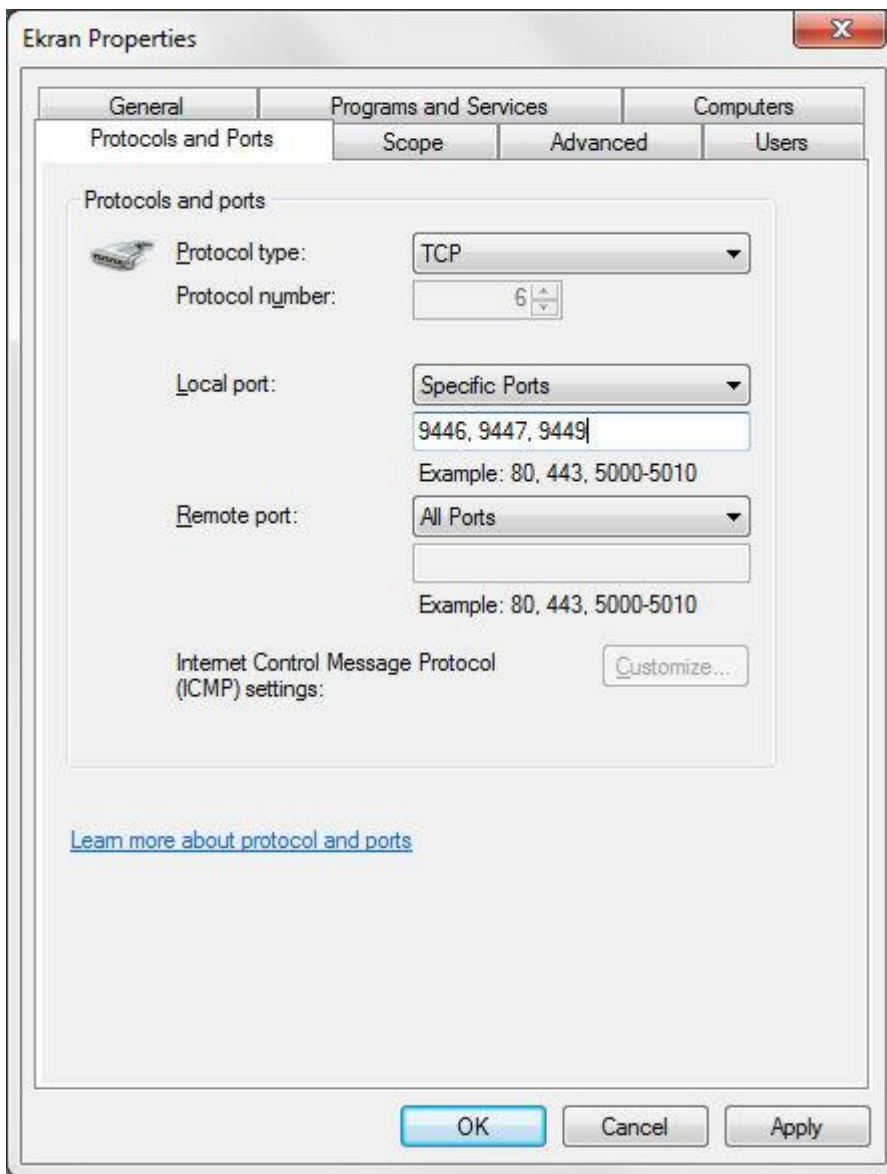 Ekran Properties
General Programs and Services Computers
Protocols and Ports Scope Advanced Users
Protocols and ports
Protocol type: TCP
Protocol number: 6
Local port: Specific Ports
9446, 9447, 9449
Example: 80, 443, 5000-5010
Remote port: All Ports
Example: 80, 443, 5000-5010
Internet Control Message Protocol
(ICMP) settings:
Customize...
Learn more about protocol and ports
OK Cancel Apply